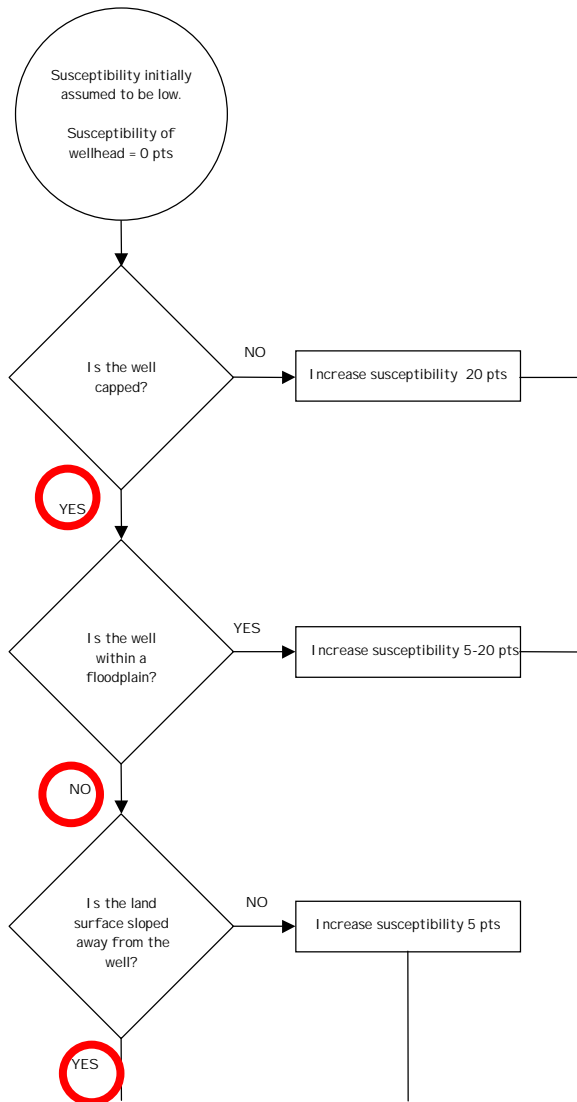 Susceptibility initially
assumed to be low.
Susceptibility of
wellhead = 0 pts
Is the well
capped?
NO
Increase susceptibility 20 pts
YES
Is the well
within a
floodplain?
YES
Increase susceptibility 5-20 pts
NO
Is the land
surface sloped
away from the
well?
NO
Increase susceptibility 5 pts
YES